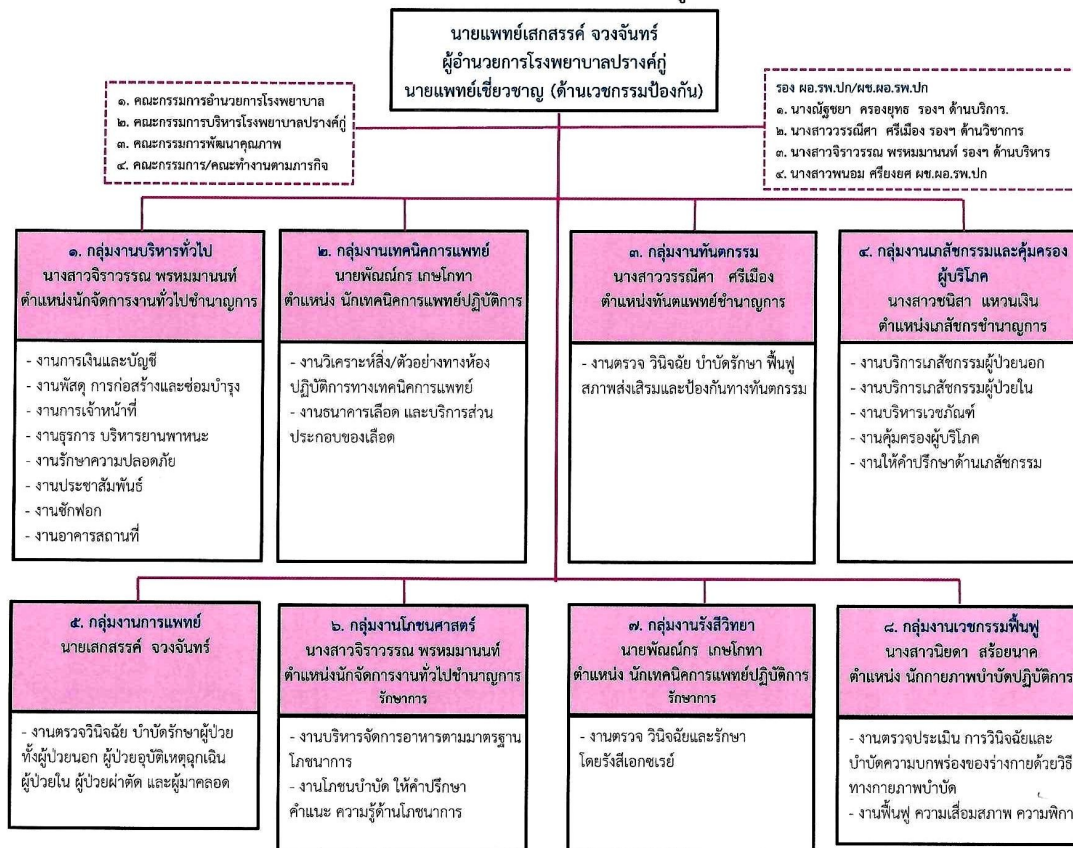 นายแพทย์เสกสรรค์ จวงจันทร์
ผู้อำนวยการโรงพยาบาลปรางค์กู่
นายแพทย์เชี่ยวชาญ (ด้านเวชกรรมป้องกัน)
๑. คณะกรรมการอำนวยการโรงพยาบาล
๒. คณะกรรมการบริหารโรงพยาบาลปรางค์กู่
๓. คณะกรรมการพัฒนาคุณภาพ
๔. คณะกรรมการ/คณะทำงานตามภารกิจ
รอง ผอ.รพ.ปก/ผช.ผอ.รพ.ปก
๑. นางณัฐชยา ครองยุทธ รองฯ ด้านบริการ.
๒. นางสาววรรณีศา ศรีเมือง รองฯ ด้านวิชาการ
๓. นางสาวจิราวรรณ พรหมมานนท์ รองฯ ด้านบริหาร
๔. นางสาวพนอม ศรียงยศ ผช.ผอ.รพ.ปก
๑. กลุ่มงานบริหารทั่วไป
นางสาวจิราวรรณ พรหมมานนท์
ตำแหน่งนักจัดการงานทั่วไปชำนาญการ
- งานการเงินและบัญชี
- งานพัสดุ การก่อสร้างและซ่อมบำรุง
- งานการเจ้าหน้าที่
- งานธุรการ บริหารยานพาหนะ
- งานรักษาความปลอดภัย
- งานประชาสัมพันธ์
- งานซักฟอก
- งานอาคารสถานที่
๒. กลุ่มงานเทคนิคการแพทย์
นายพัณณ์กร เกษโกทา
ตำแหน่ง นักเทคนิคการแพทย์ปฏิบัติการ
- งานวิเคราะห์สิ่ง/ตัวอย่างทางห้อง
ปฏิบัติการทางเทคนิคการแพทย์
- งานธนาคารเลือด และบริการส่วน
ประกอบของเลือด
๓. กลุ่มงานทันตกรรม
นางสาววรรณีศา ศรีเมือง
ตำแหน่งทันตแพทย์ชำนาญการ
- งานตรวจ วินิจฉัย บำบัดรักษา ฟื้นฟู
สภาพส่งเสริมและป้องกันทางทันตกรรม
๔. กลุ่มงานเภสัชกรรมและคุ้มครอง
ผู้บริโภค
นางสาวชนิสา แหวนเงิน
ตำแหน่งเภสัชกรชำนาญการ
- งานบริการเภสัชกรรมผู้ป่วยนอก
- งานบริการเภสัชกรรมผู้ป่วยใน
- งานบริหารเวชภัณฑ์
- งานคุ้มครองผู้บริโภค
- งานให้คำปรึกษาด้านเภสัชกรรม
๕. กลุ่มงานการแพทย์
นายเสกสรรค์ จวงจันทร์
- งานตรวจวินิจฉัย บำบัดรักษาผู้ป่วย
ทั้งผู้ป่วยนอก ผู้ป่วยอุบัติเหตุฉุกเฉิน
ผู้ป่วยใน ผู้ป่วยผ่าตัด และผู้มาคลอด
๖. กลุ่มงานโภชนศาสตร์
นางสาวจิราวรรณ พรหมมานนท์
ตำแหน่งนักจัดการงานทั่วไปชำนาญการ
รักษาการ
- งานบริหารจัดการอาหารตามมาตรฐาน
โภชนาการ
- งานโภชนบำบัด ให้คำปรึกษา
คำแนะ ความรู้ด้านโภชนาการ
๗. กลุ่มงานรังสีวิทยา
นายพัณณ์กร เกษโกทา
ตำแหน่ง นักเทคนิคการแพทย์ปฏิบัติการ
รักษาการ
- งานตรวจ วินิจฉัยและรักษา
โดยรังสีเอกซเรย์
๘. กลุ่มงานเวชกรรมฟื้นฟู
นางสาวนิยดา สร้อยนาค
ตำแหน่ง นักกายภาพบำบัดปฏิบัติการ
- งานตรวจประเมิน การวินิจฉัยและ
บำบัดความบกพร่องของร่างกายด้วยวิธี
ทางกายภาพบำบัด
- งานฟื้นฟู ความเสื่อมสภาพ ความพิกา